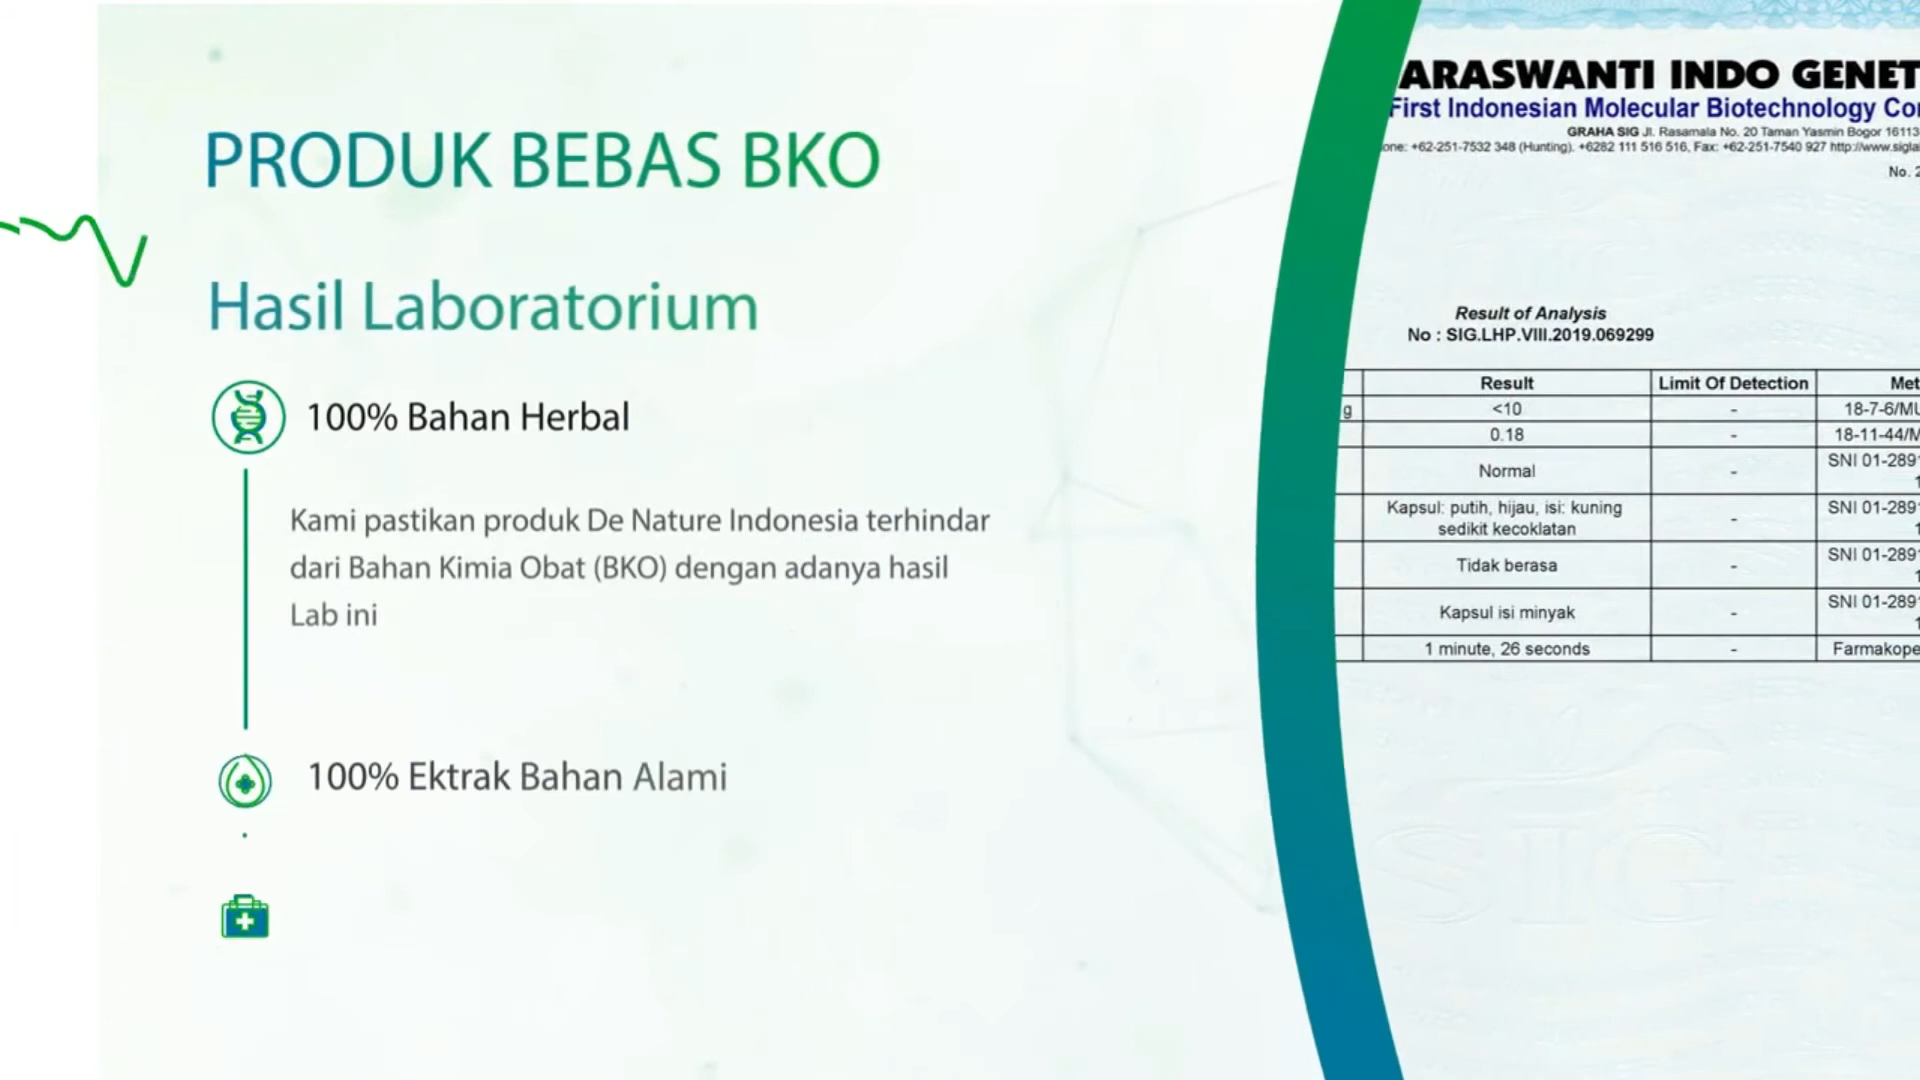 PRODUK BEBAS BKO
Hasil Laboratorium
100% Bahan Herbal
Kami pastikan produk De Nature Indonesia terhindar
dari Bahan Kimia Obat (BKO) dengan adanya hasil
Lab ini
100% Ektrak Bahan Alami
ARASWANTI INDO GENET
First Indonesian Molecular Biotechnology Co
GRAHA SIG Jl. Rasamala No. 20 Taman Yasmin Bogor 16113
one: +62-251-7532 348 (Hunting). +6282 111 516 516, Fax: +62-251-7540 927 http://www.sigla
No. 2
Result of Analysis
No : SIG.LHP.VIII.2019.069299
Result Limit Of Detection Met
g <10 - 18-7-6/MU
0.18 - 18-11-44/M
Normal - SNI 01-289
Kapsul: putih, hijau, isi: kuning
sedikit kecoklatan - SNI 01-289
Tidak berasa - SNI 01-289
Kapsul isi minyak - SNI 01-289
1 minute, 26 seconds - Farmakope
SIG